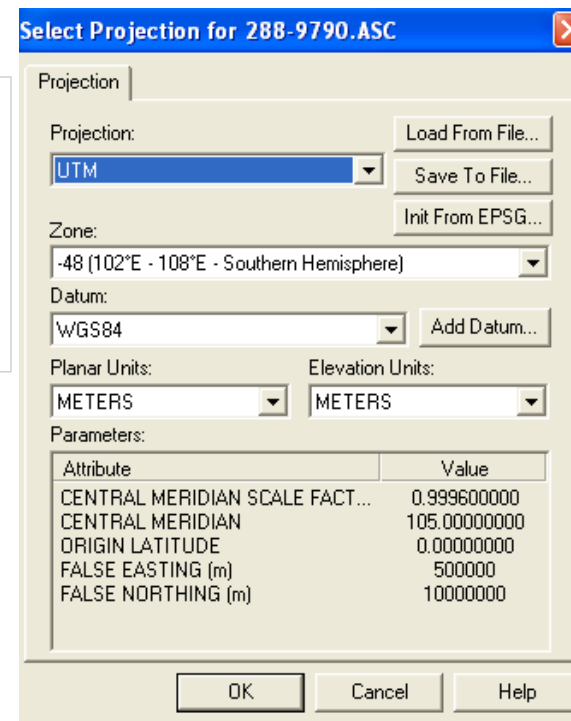 Select Projection for 288-9790.ASC
Projection
Projection:
Load From File...
UTM
Save To File...
Init From EPSG...
Zone:
-48 (102°E - 108°E - Southern Hemisphere)
Datum:
WGS84
Add Datum...
Planar Units:
Elevation Units:
METERS
METERS
Parameters:
Attribute Value
CENTRAL MERIDIAN SCALE FACT... 0.999600000
CENTRAL MERIDIAN 105.00000000
ORIGIN LATITUDE 0.00000000
FALSE EASTING (m) 500000
FALSE NORTHING (m) 10000000
OK Cancel Help